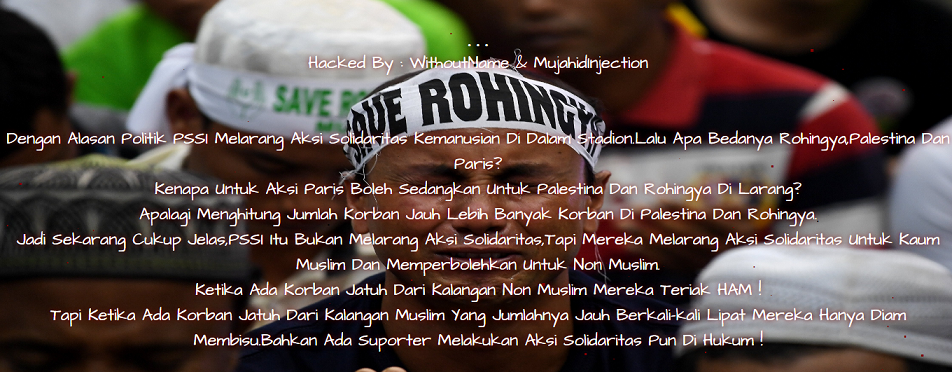 ...
Hacked By : WithoutName & MujahidInjection
SAVE RO
SAVE ROHINGY
Dengan Alasan Politik PSSI Melarang Aksi Solidaritas Kemanusian Di Dalam Stadion.Lalu Apa Bedanya Rohingya,Palestina Dan
Paris?
Kenapa Untuk Aksi Paris Boleh Sedangkan Untuk Palestina Dan Rohingya Di Larang?
Apalagi Menghitung Jumlah Korban Jauh Lebih Banyak Korban Di Palestina Dan Rohingya.
Jadi Sekarang Cukup Jelas,PSSI Itu Bukan Melarang Aksi Solidaritas,Tapi Mereka Melarang Aksi Solidaritas Untuk Kaum
Muslim Dan Memperbolehkan Untuk Non Muslim.
Ketika Ada Korban Jatuh Dari Kalangan Non Muslim Mereka Teriak HAM !
Tapi Ketika Ada Korban Jatuh Dari Kalangan Muslim Yang Jumlahnya Jauh Berkali-kali Lipat Mereka Hanya Diam
Membisu.Bahkan Ada Suporter Melakukan Aksi Solidaritas Pun Di Hukum !